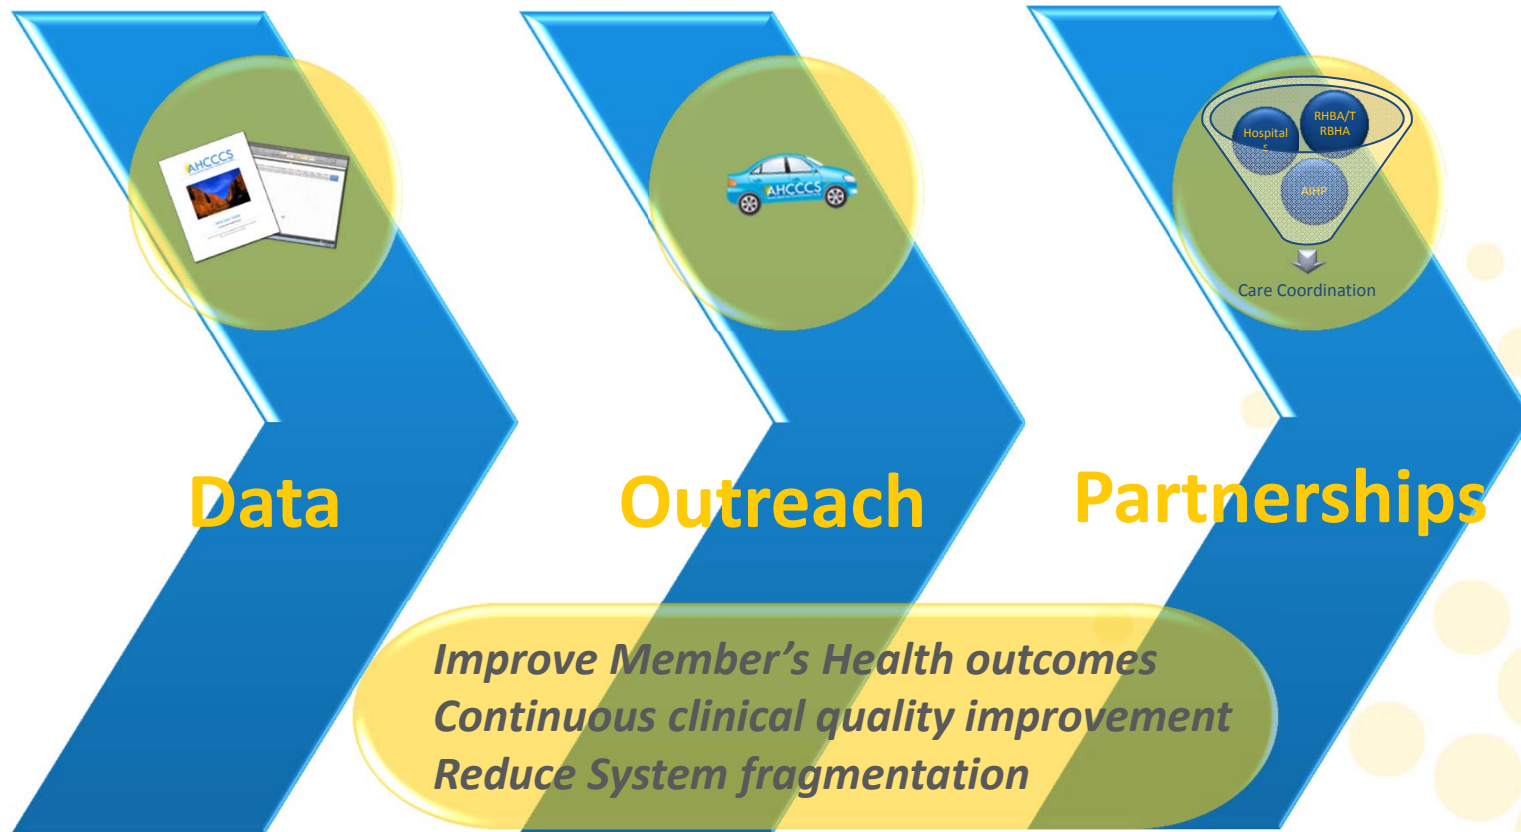 AHCCCS
AHCCCS
Hospital
s
RHBA/T
RBHA
AIHP
Care Coordination
Data
Outreach
Partnerships
Improve Member's Health outcomes
Continuous clinical quality improvement
Reduce System fragmentation